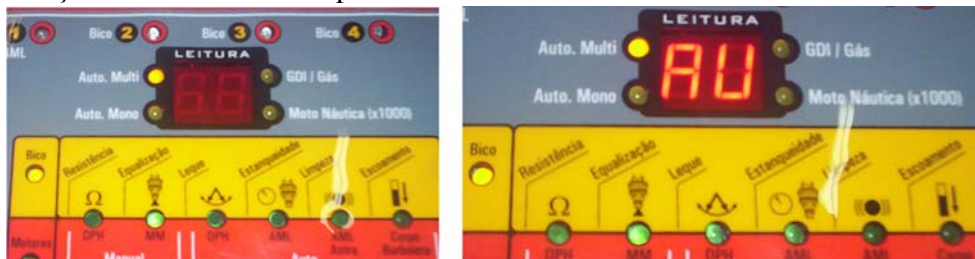 AML Bico 2 Bico 3 Bico 4
LEITURA
Auto. Multi GDI / Gás
Auto. Mono Moto Náutica (x1000)
Bico
Resistência Equalização Leque Estanqueidade Limpeza Escoamento
Ω
DPH MM DPH AML AML Corpo
Astra Borboleta
Motores Manual Auto
LEITURA
Auto. Multi AU GDI / Gás
Auto. Mono Moto Náutica (x1000)
Bico
Resistência Equalização Leque Estanqueidade Limpeza Escoamento
Ω
DPH MM DPH AML AML Corpo